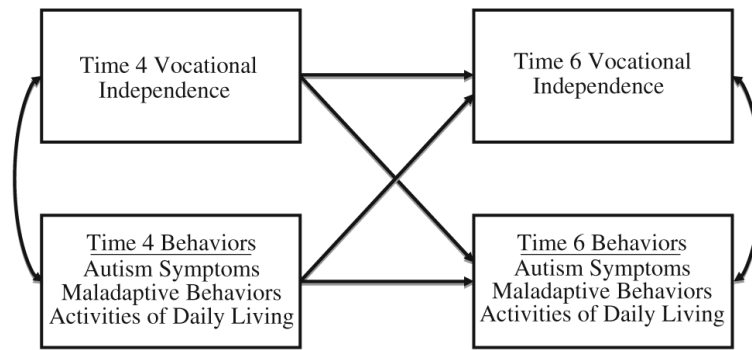 Time 4 Vocational
Independence
Time 6 Vocational
Independence
Time 4 Behaviors
Autism Symptoms
Maladaptive Behaviors
Activities of Daily Living
Time 6 Behaviors
Autism Symptoms
Maladaptive Behaviors
Activities of Daily Living